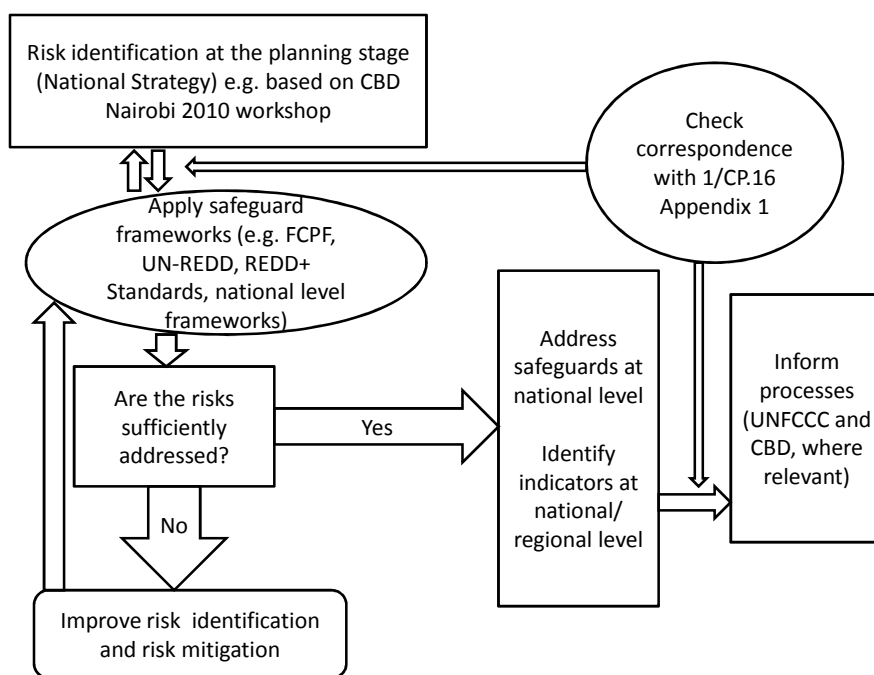 Risk identification at the planning stage
(National Strategy) e.g. based on CBD
Nairobi 2010 workshop
Check
correspondence
with 1/CP.16
Appendix 1
Apply safeguard
frameworks (e.g. FCPF,
UN-REDD, REDD+
Standards, national level
frameworks)
Are the risks
sufficiently
addressed?
Yes
No
Improve risk identification
and risk mitigation
Address
safeguards at
national level
Identify
indicators at
national/
regional level
Inform
processes
(UNFCCC and
CBD, where
relevant)